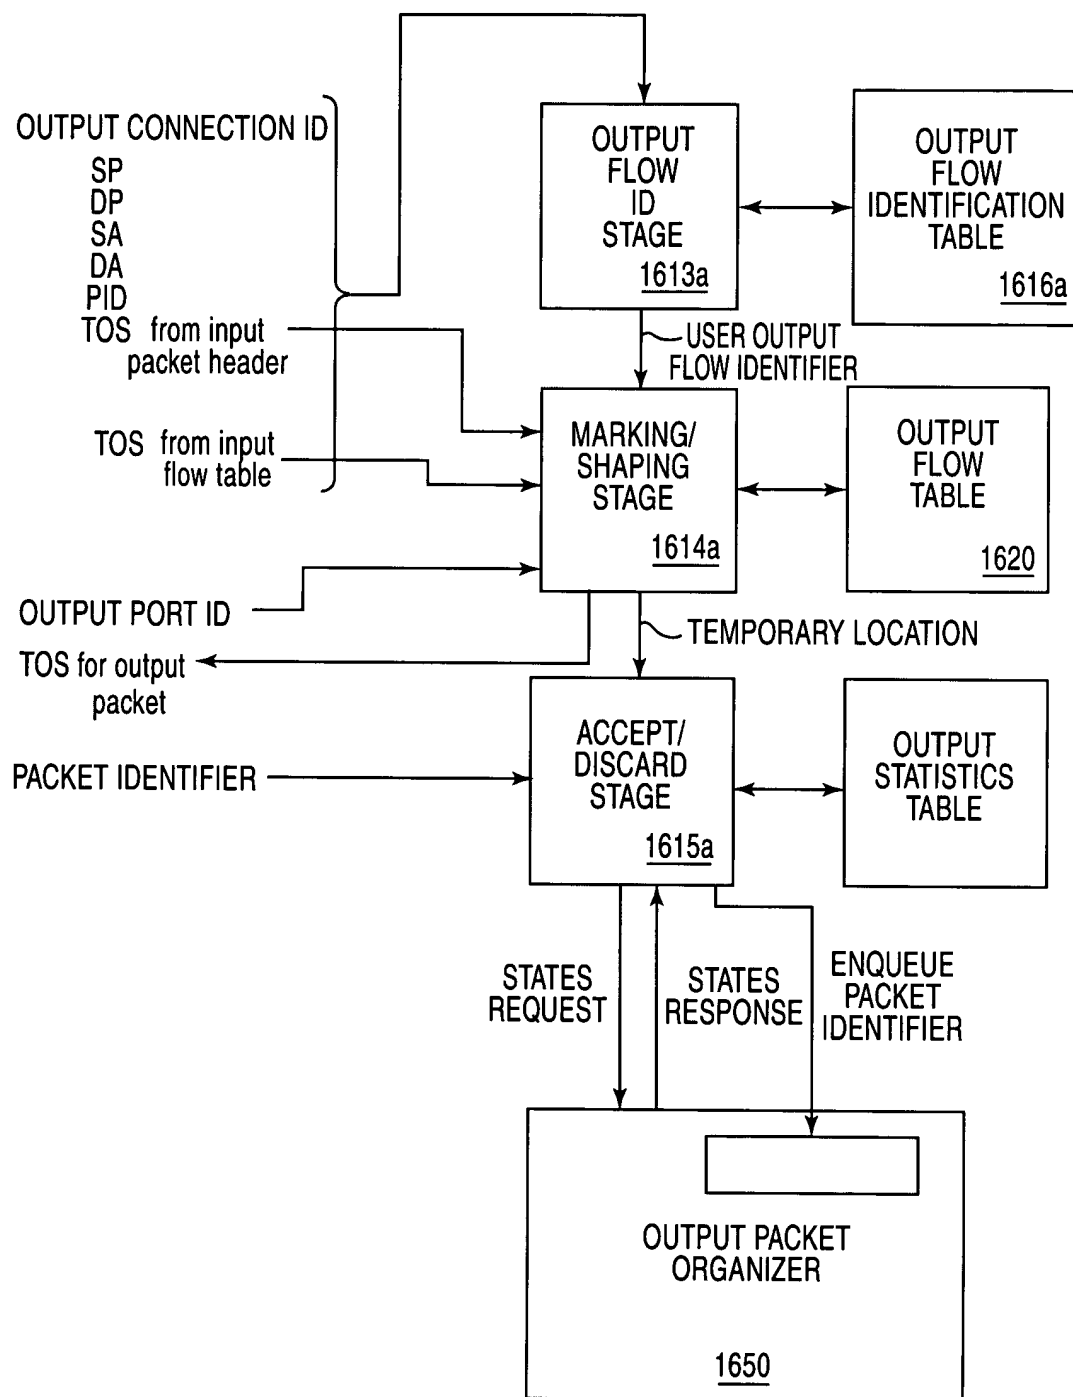 OUTPUT CONNECTION ID
SP
DP
SA
DA
PID
TOS from input
packet header
TOS from input
flow table
OUTPUT PORT ID
TOS for output
packet
PACKET IDENTIFIER
OUTPUT
FLOW
ID
STAGE
1613a
OUTPUT
FLOW
IDENTIFICATION
TABLE
1616a
USER OUTPUT
FLOW IDENTIFIER
MARKING/
SHAPING
STAGE
1614a
OUTPUT
FLOW
TABLE
1620
TEMPORARY LOCATION
ACCEPT/
DISCARD
STAGE
1615a
OUTPUT
STATISTICS
TABLE
STATES
REQUEST
STATES
RESPONSE
ENQUEUE
PACKET
IDENTIFIER
OUTPUT PACKET
ORGANIZER
1650